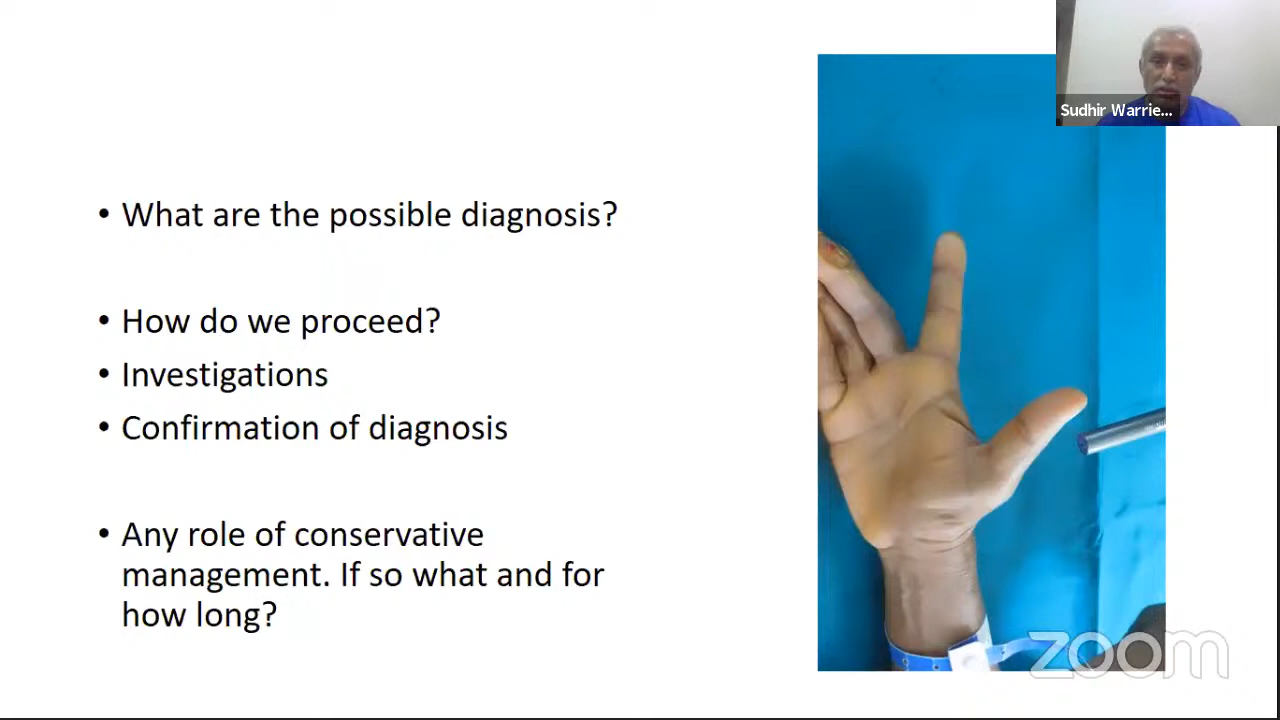 Sudhir Warrie...
• What are the possible diagnosis?
• How do we proceed?
• Investigations
• Confirmation of diagnosis
• Any role of conservative
management. If so what and for
how long?
zoom